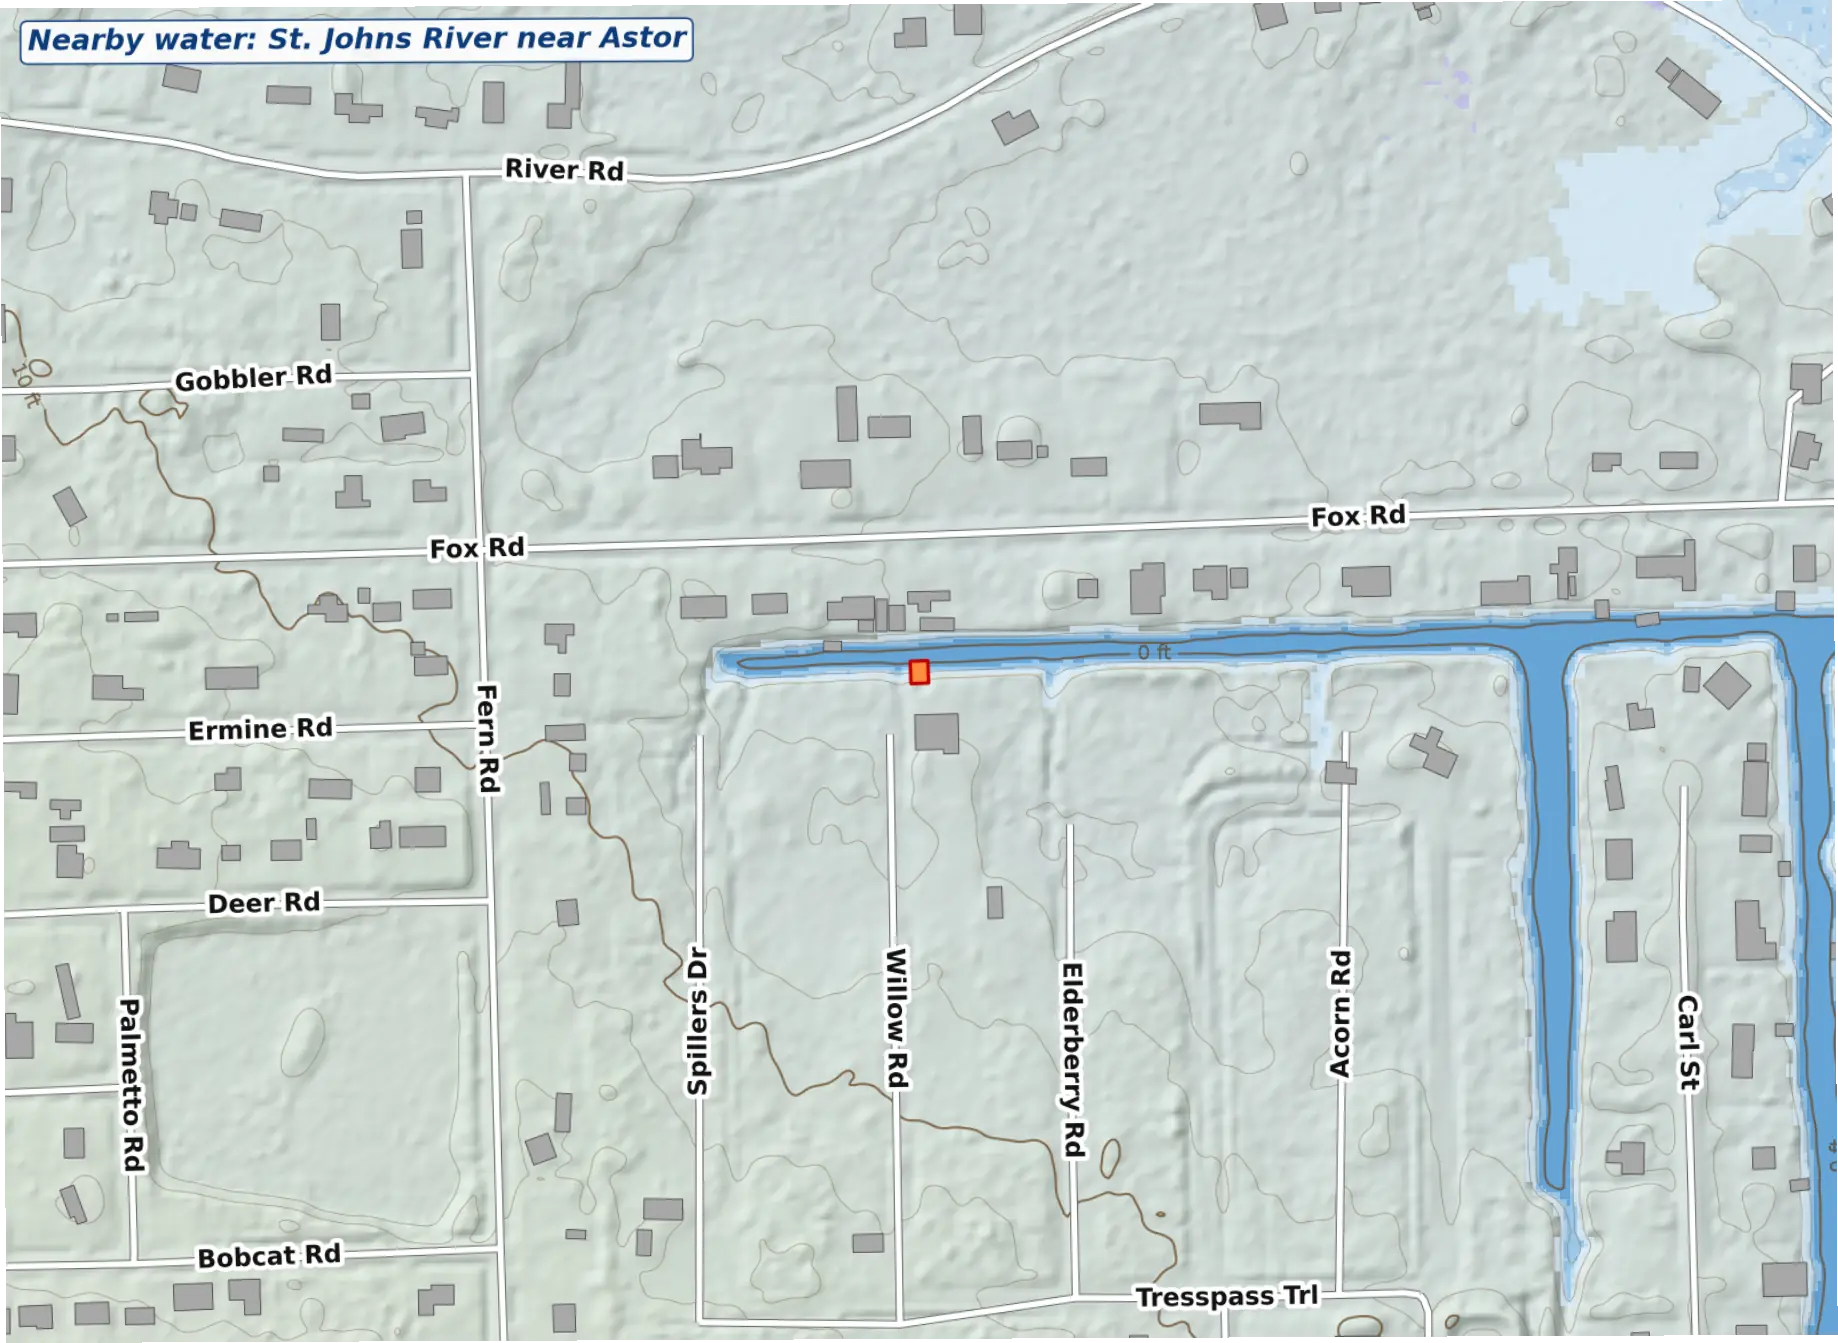 Nearby water: St. Johns River near Astor
River Rd
10 ft
Gobbler Rd
Fox Rd
Fox Rd
0 ft
Fern Rd
Ermine Rd
Deer Rd
Spillers Dr
Willow Rd
Elderberry Rd
Acorn Rd
Carl St
Palmetto Rd
0 ft
Bobcat Rd
Tresspass Trl